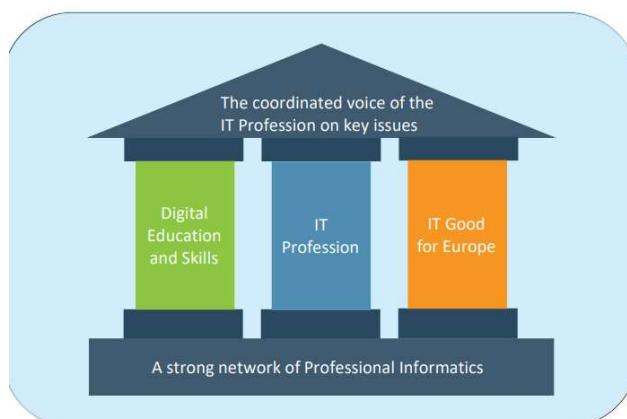 The coordinated voice of the
IT Profession on key issues
Digital
Education
and Skills
IT
Profession
IT Good
for Europe
A strong network of Professional Informatics